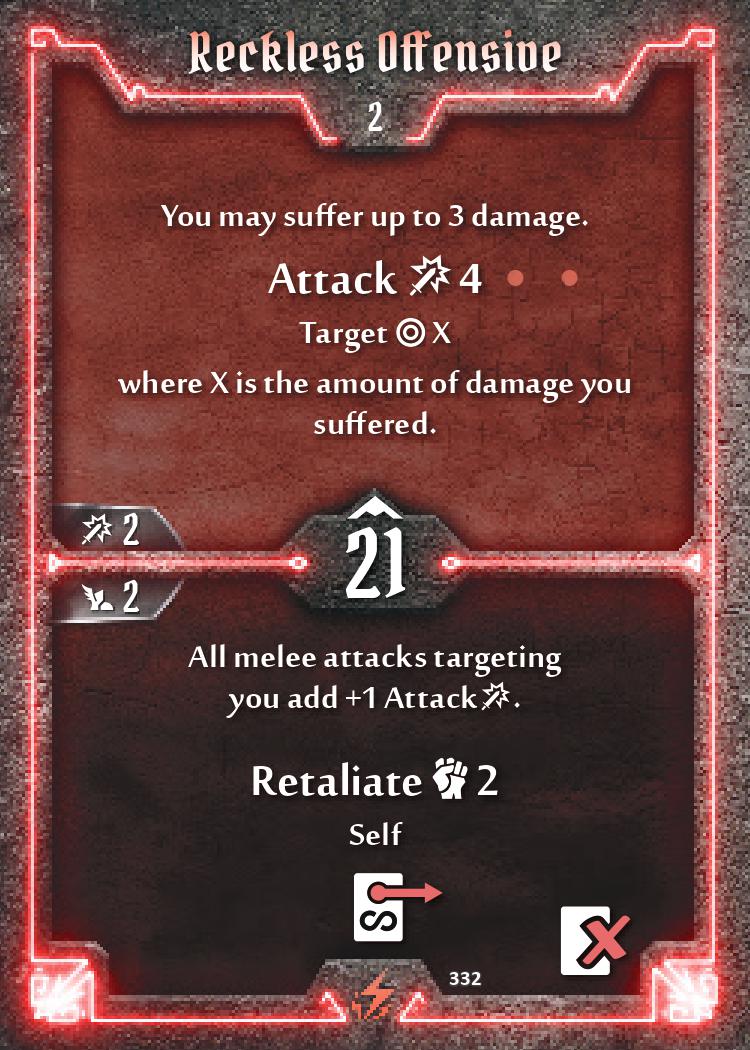 Reckless Offensive
2
You may suffer up to 3 damage.
Attack 4
Target X
where X is the amount of damage you
suffered.
2
21
2
All melee attacks targeting
you add +1 Attack.
Retaliate 2
Self
332